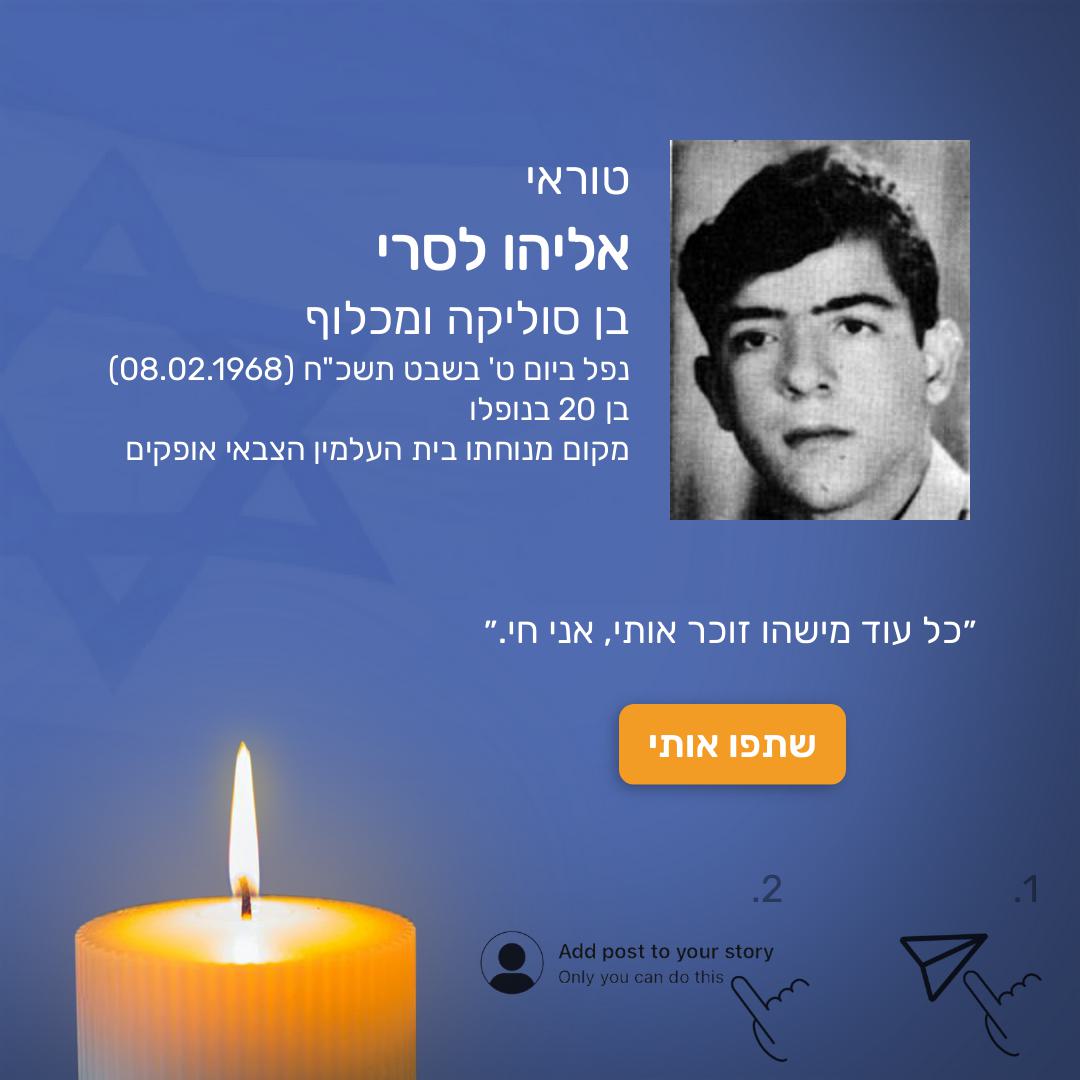 טוראי
אליהו לסרי
בן סוליקה ומכלוף
נפל ביום ט' בשבט תשכ"ח (08.02.1968)
בן 20 בנופלו
מקום מנוחתו בית העלמין הצבאי אופקים
״כל עוד מישהו זוכר אותי, אני חי.״
שתפו אותי
.1
.2
Add post to your story
Only you can do this